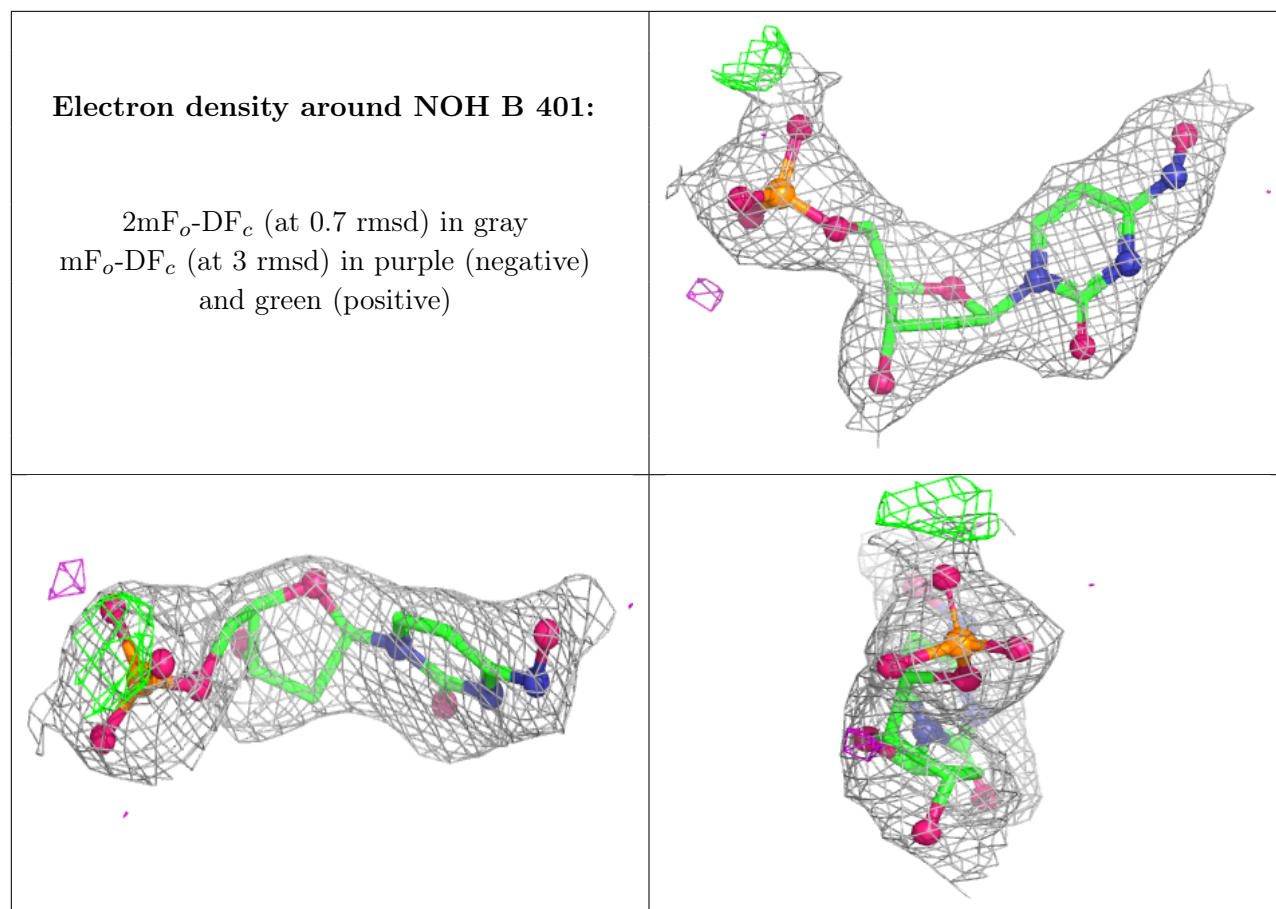 Electron density around NOH B 401:
2mFₒ-DF𝒸 (at 0.7 rmsd) in gray
mFₒ-DF𝒸 (at 3 rmsd) in purple (negative)
and green (positive)